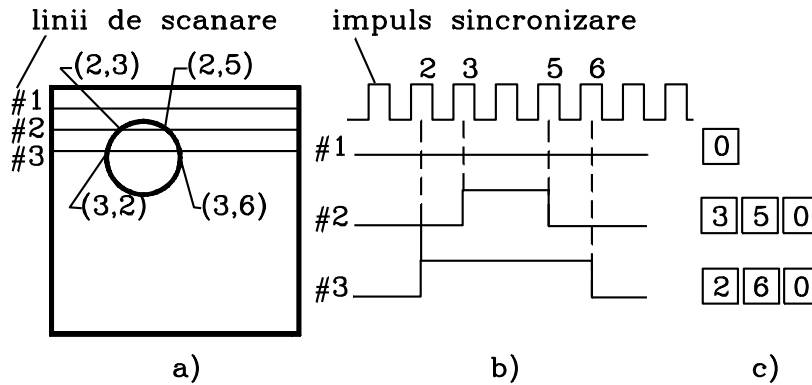 linii de scanare impuls sincronizare
(2,3) (2,5) 2 3 5 6
#1
#2
#3
(3,2) (3,6)
#1 0
#2 3 5 0
#3 2 6 0
a) b) c)